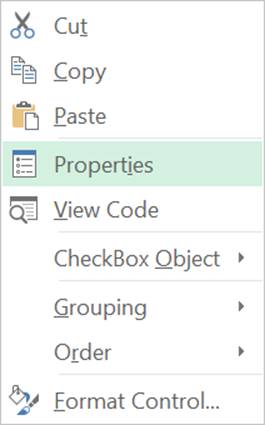 Cut
Copy
Paste
Properties
View Code
CheckBox Object
Grouping
Order
Format Control...